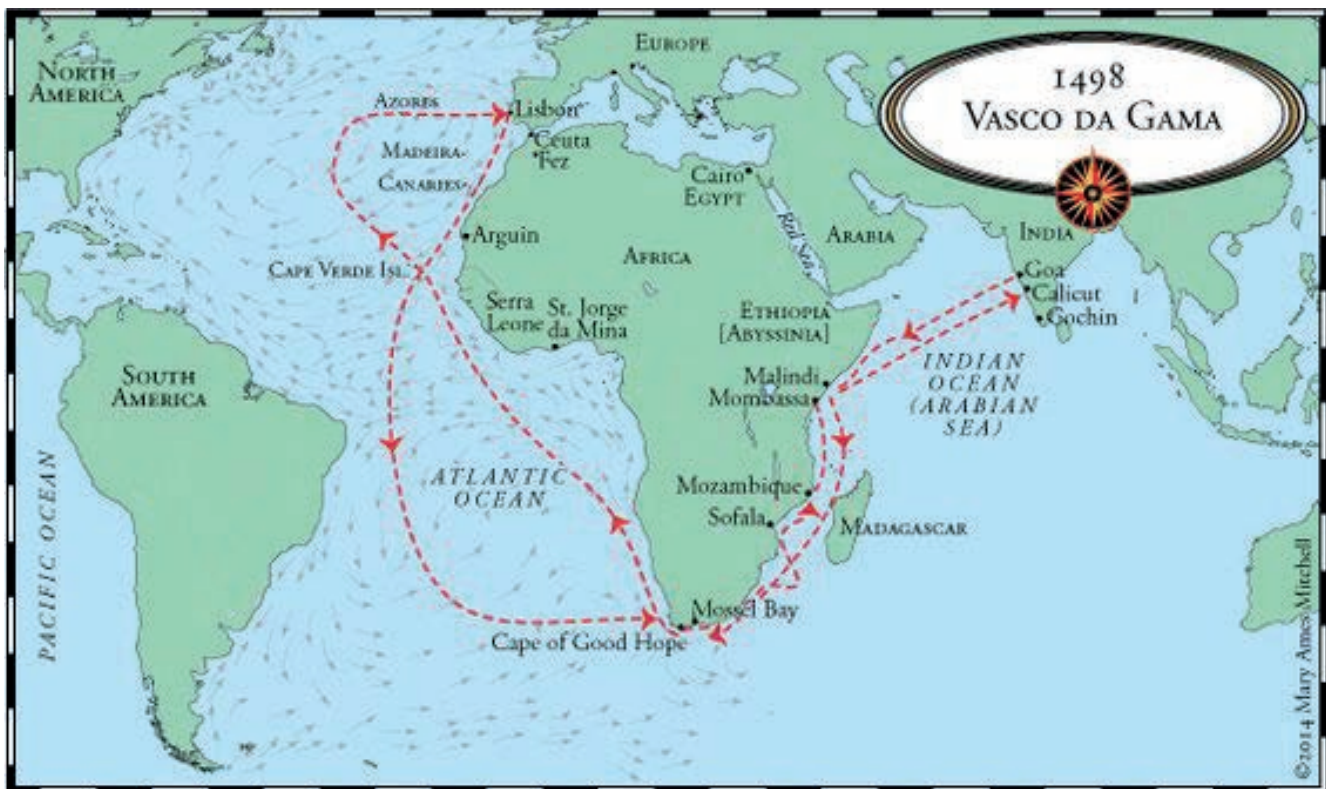 1498
VASCO DA GAMA
NORTH
AMERICA
EUROPE
AZORES
Lisbon
Ceuta
Fez
MADEIRA
CANARIES
Cairo
EGYPT
Red Sea
ARABIA
INDIA
Arguin
AFRICA
CAPE VERDE ISL.
Goa
Calicut
Cochin
Serra
Leone
St. Jorge
da Mina
ETHIOPIA
[ABYSSINIA]
SOUTH
AMERICA
Malindi
Mombassa
INDIAN
OCEAN
(ARABIAN
SEA)
PACIFIC OCEAN
ATLANTIC
OCEAN
Mozambique
Sofala
MADAGASCAR
Mossel Bay
Cape of Good Hope
©2014 Mary Ames Mitchell